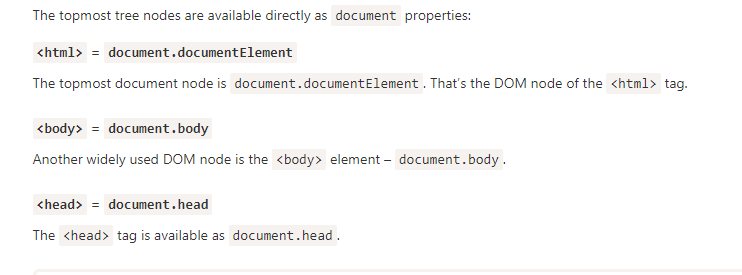 The topmost tree nodes are available directly as document properties:
<html> = document.documentElement
The topmost document node is document.documentElement. That's the DOM node of the <html> tag.
<body> = document.body
Another widely used DOM node is the <body> element – document.body.
<head> = document.head
The <head> tag is available as document.head.